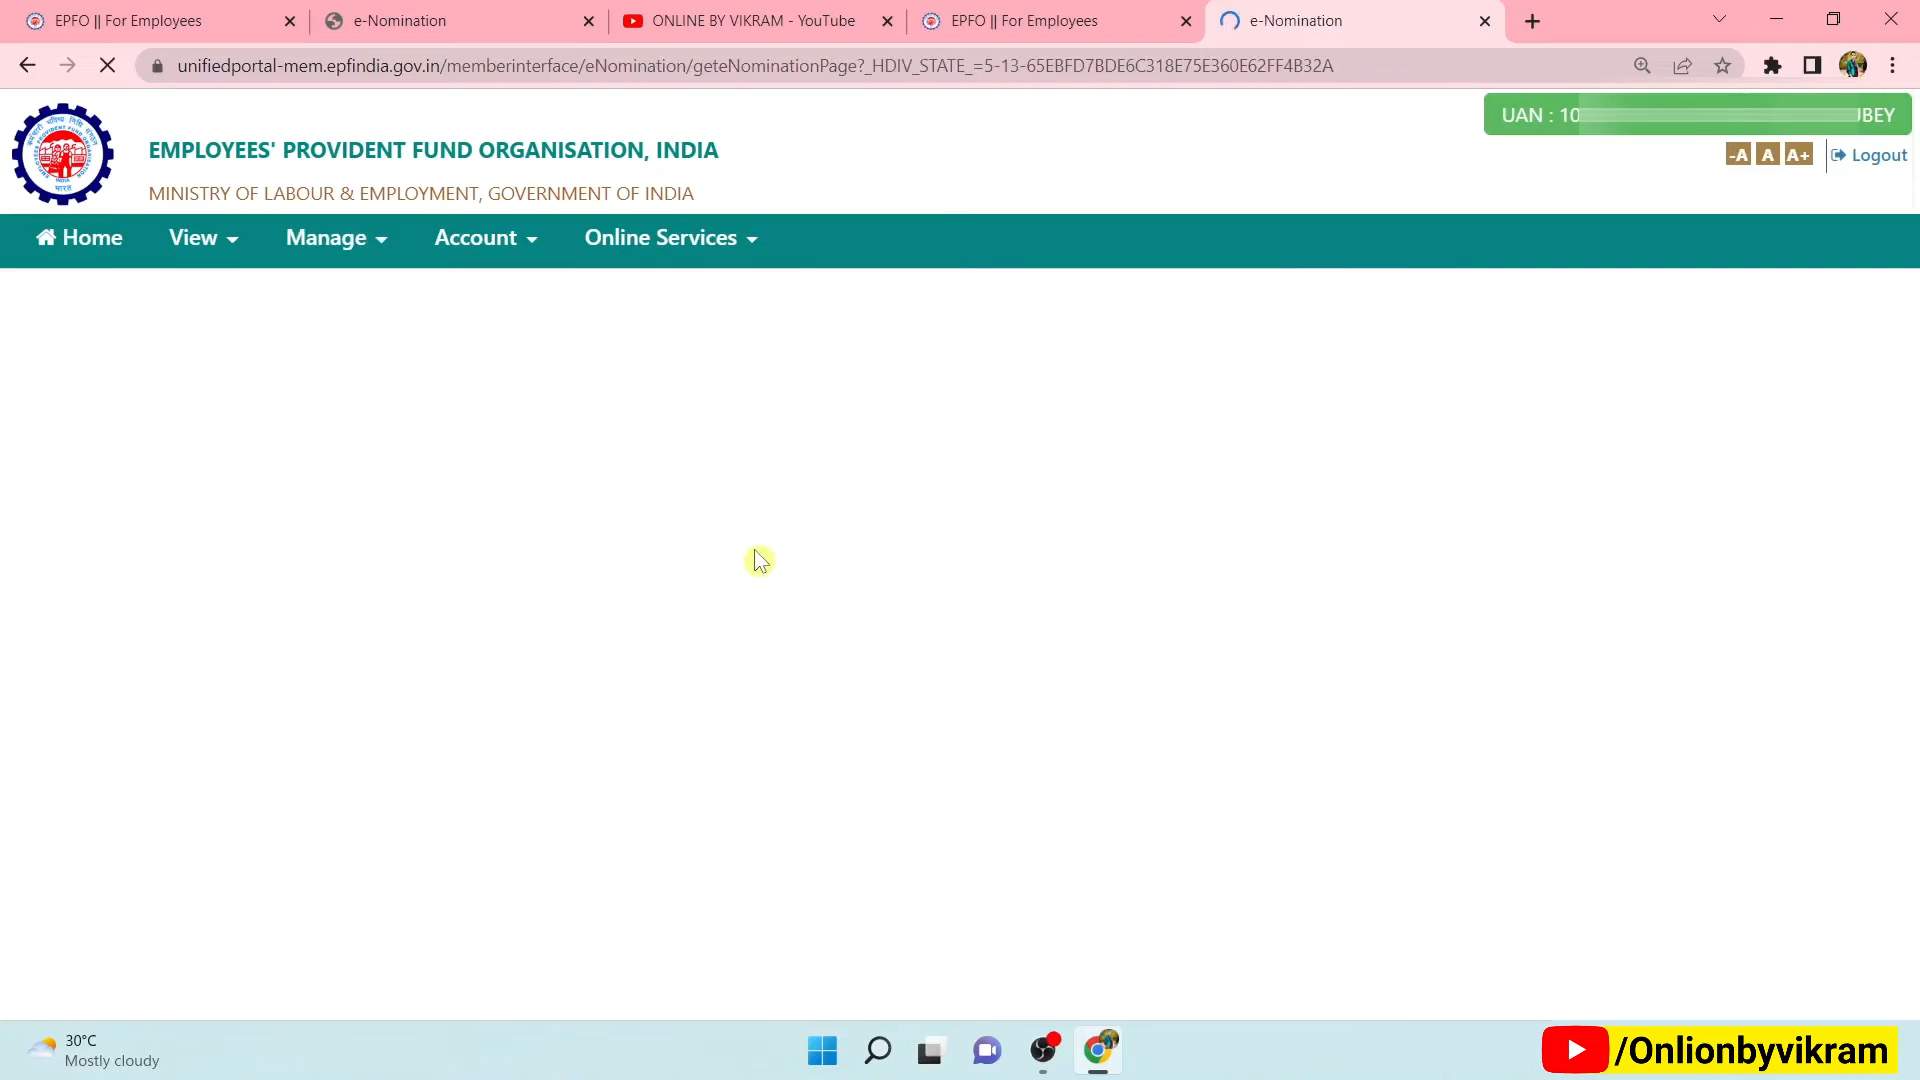 EPFO || For Employees
e-Nomination
ONLINE BY VIKRAM - YouTube
EPFO || For Employees
e-Nomination
unifiedportal-mem.epfindia.gov.in/memberinterface/eNomination/geteNominationPage?_HDIV_STATE_=5-13-65EBFD7BDE6C318E75E360E62FF4B32A
UAN : 10 JBEY
EMPLOYEES' PROVIDENT FUND ORGANISATION, INDIA
-A A A+ Logout
MINISTRY OF LABOUR & EMPLOYMENT, GOVERNMENT OF INDIA
Home View Manage Account Online Services
30°C
Mostly cloudy
/Onlionbyvikram